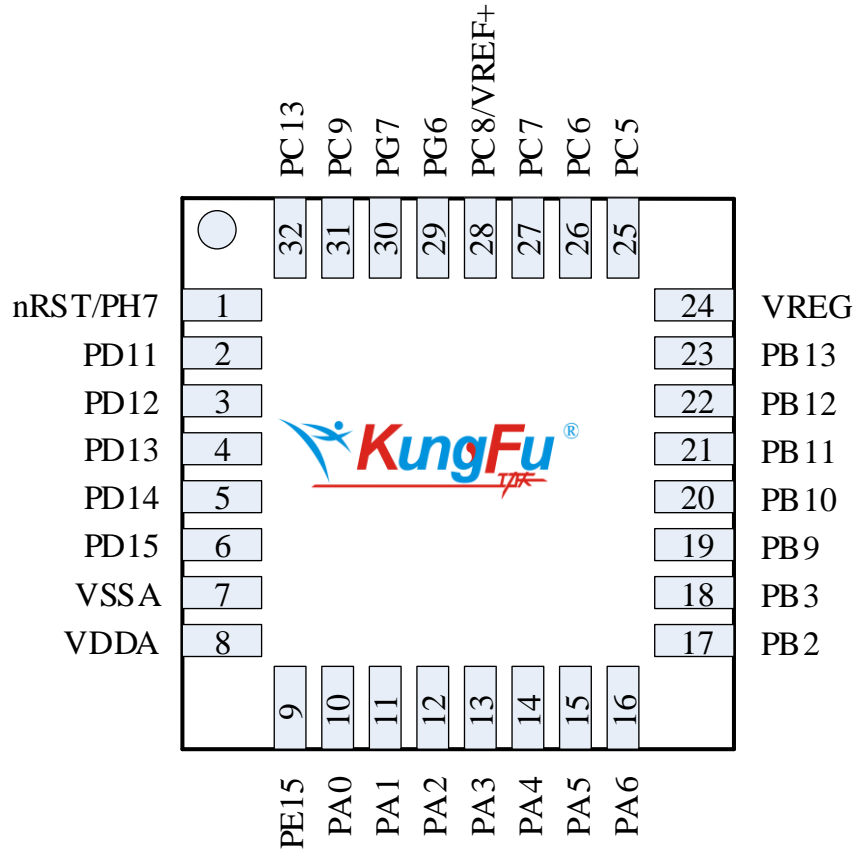 PC13 PC9 PG7 PG6 PC8/VREF+ PC7 PC6 PC5
32 31 30 29 28 27 26 25
nRST/PH7 1 24 VREG
PD11 2 23 PB13
PD12 3 22 PB12
PD13 4 21 PB11
PD14 5 20 PB10
PD15 6 19 PB9
VSSA 7 18 PB3
VDDA 8 17 PB2
KungFu ®
9 10 11 12 13 14 15 16
PE15 PA0 PA1 PA2 PA3 PA4 PA5 PA6